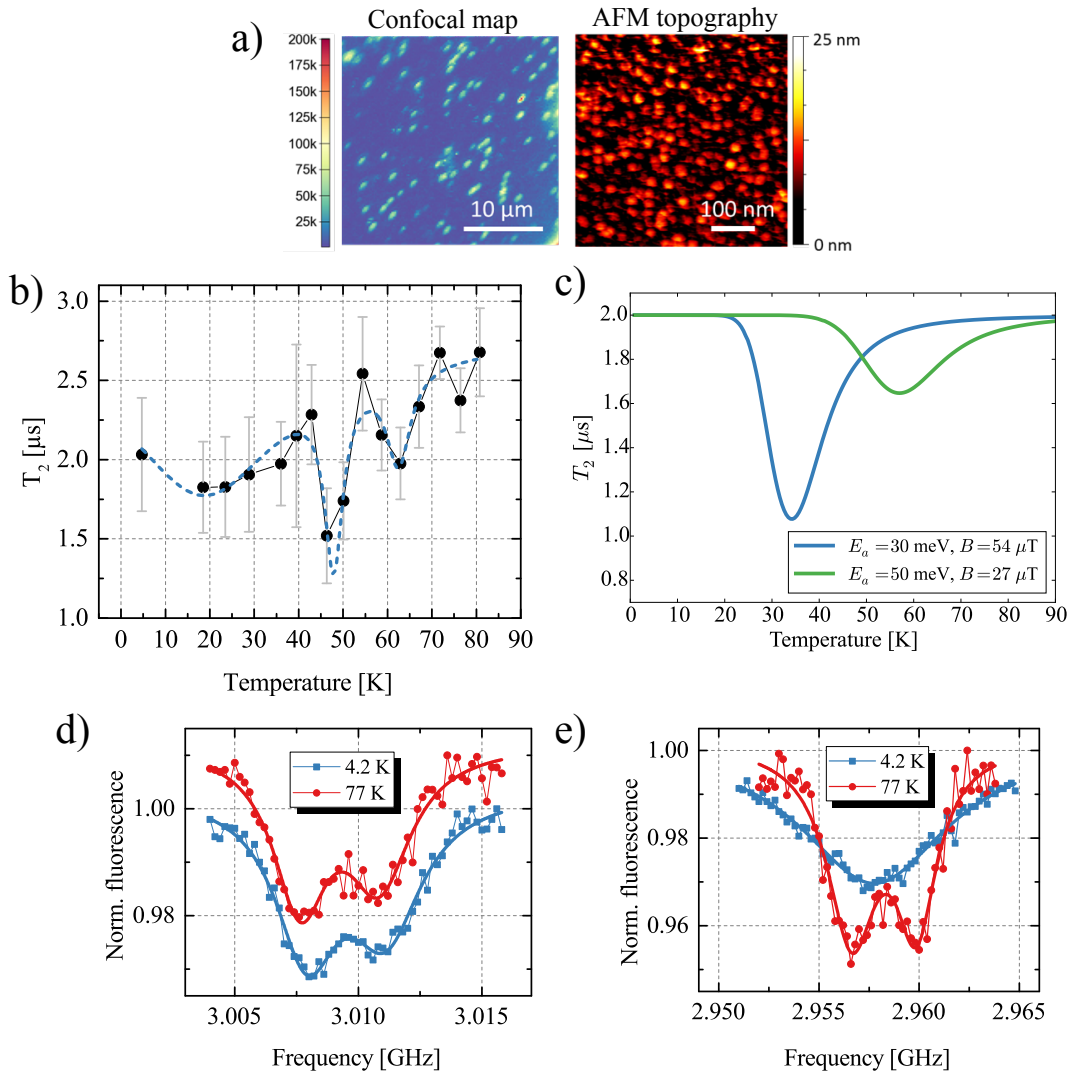 a)
Confocal map
AFM topography
200k
175k
150k
125k
100k
75k
50k
25k
10 µm
100 nm
25 nm
0 nm
b)
T2 [µs]
3.0
2.5
2.0
1.5
1.0
0 10 20 30 40 50 60 70 80 90
Temperature [K]
c)
T2 [µs]
2.0
1.8
1.6
1.4
1.2
1.0
0.8
0 10 20 30 40 50 60 70 80 90
Temperature [K]
Ea =30 meV, B=54 µT
Ea =50 meV, B=27 µT
d)
Norm. fluorescence
1.00
0.98
4.2 K
77 K
3.005 3.010 3.015
Frequency [GHz]
e)
Norm. fluorescence
1.00
0.98
0.96
4.2 K
77 K
2.950 2.955 2.960 2.965
Frequency [GHz]